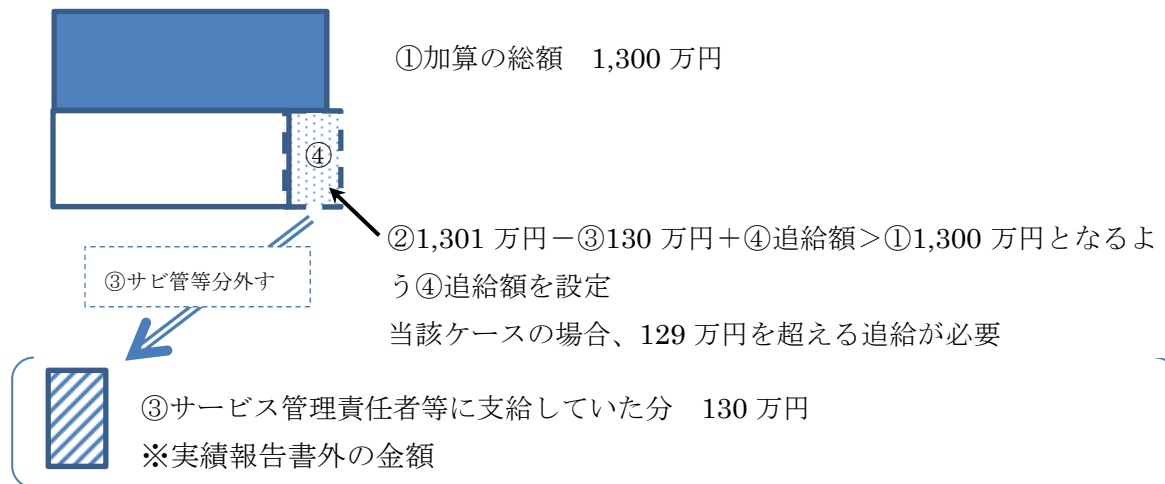 ①加算の総額　1,300 万円
④
②1,301 万円－③130 万円＋④追給額＞①1,300 万円となるよ
う④追給額を設定
当該ケースの場合、129 万円を超える追給が必要
③サビ管等分外す
③サービス管理責任者等に支給していた分　130 万円
※実績報告書外の金額